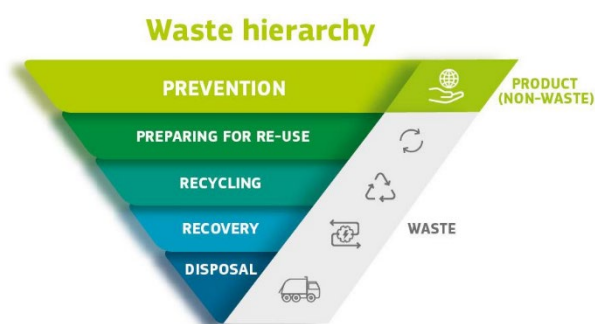 Waste hierarchy
PREVENTION
PRODUCT
(NON-WASTE)
PREPARING FOR RE-USE
RECYCLING
RECOVERY
WASTE
DISPOSAL